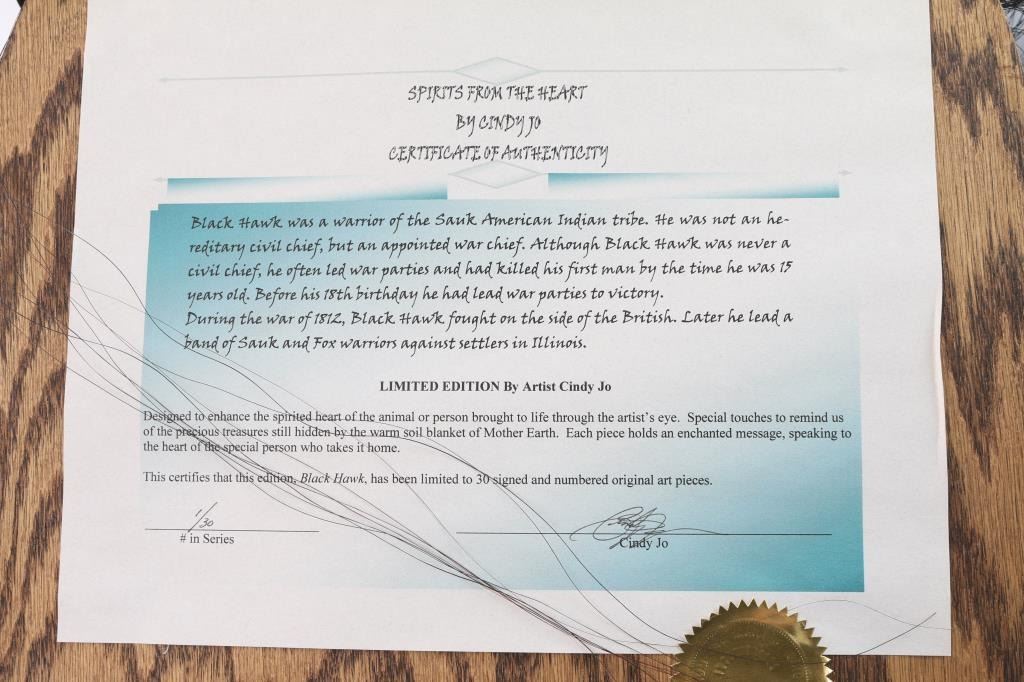 SPIRITS FROM THE HEART
BY CINDY JO
CERTIFICATE OF AUTHENTICITY
Black Hawk was a warrior of the Sauk American Indian tribe. He was not an he-
reditary civil chief, but an appointed war chief. Although Black Hawk was never a
civil chief, he often led war parties and had killed his first man by the time he was 15
years old. Before his 18th birthday he had lead war parties to victory.
During the war of 1812, Black Hawk fought on the side of the British. Later he lead a
band of Sauk and Fox warriors against settlers in Illinois.
LIMITED EDITION By Artist Cindy Jo
Designed to enhance the spirited heart of the animal or person brought to life through the artist's eye. Special touches to remind us
of the precious treasures still hidden by the warm soil blanket of Mother Earth. Each piece holds an enchanted message, speaking to
the heart of the special person who takes it home.
This certifies that this edition, Black Hawk, has been limited to 30 signed and numbered original art pieces.
1/30
# in Series
Cindy Jo